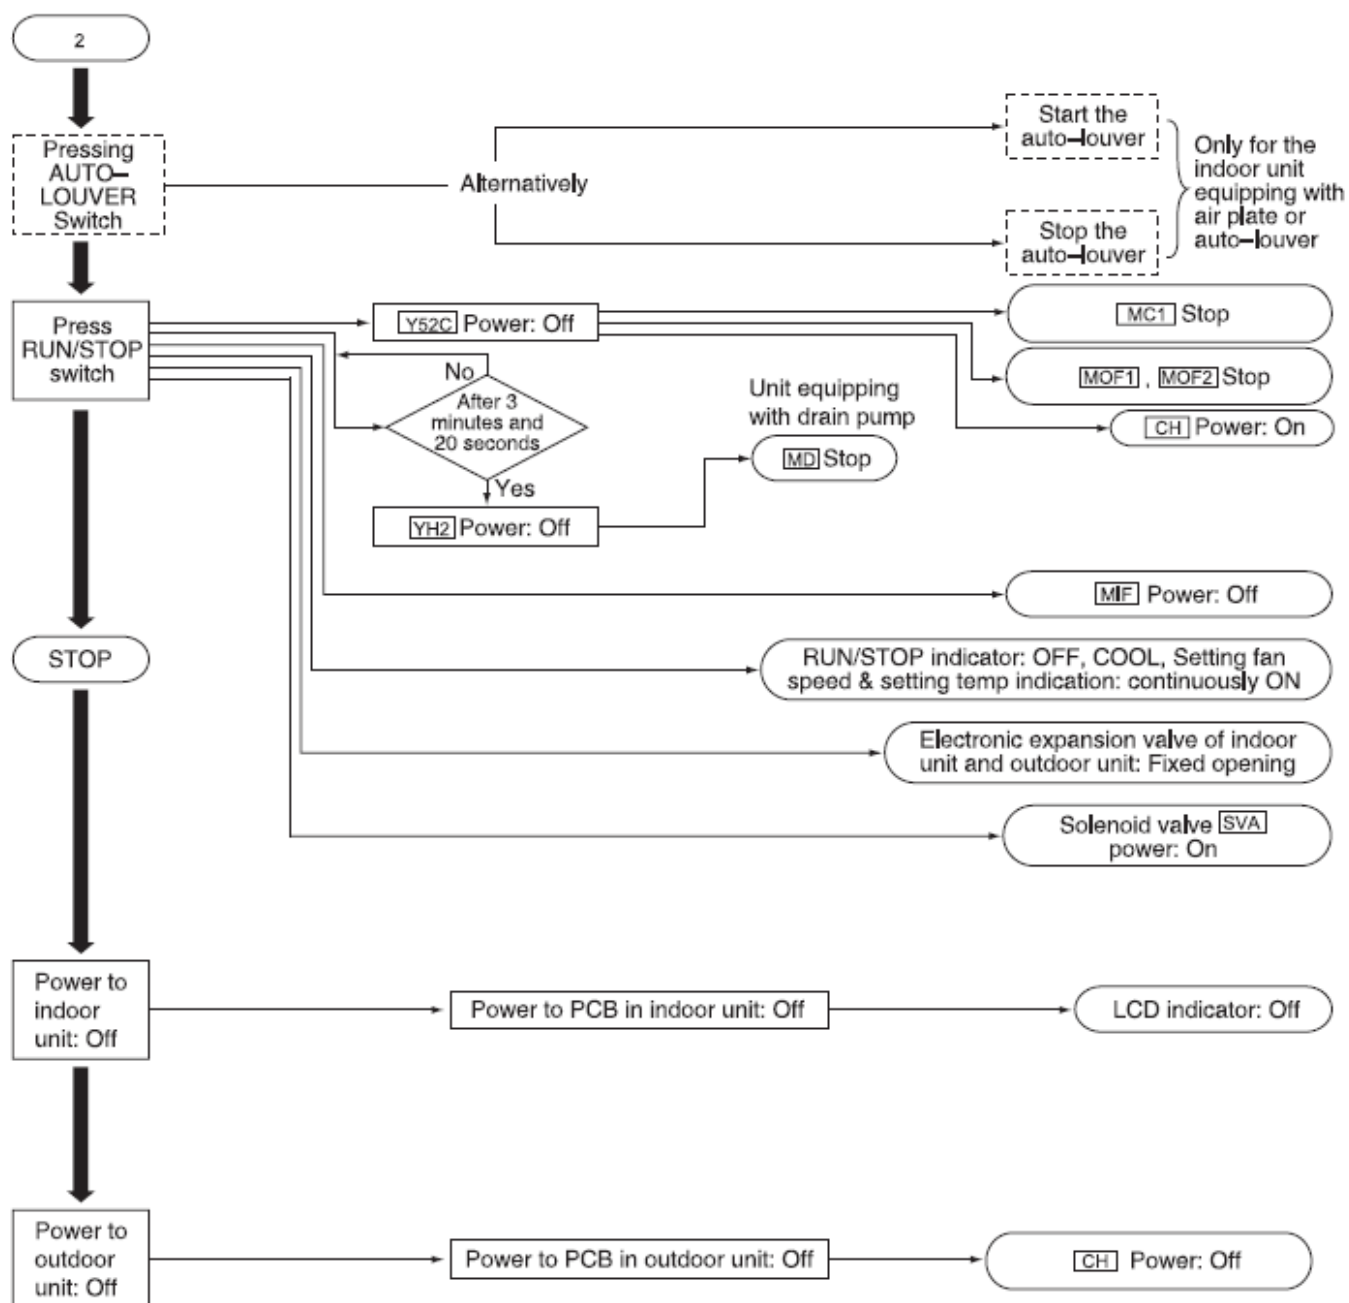 2
Pressing
AUTO–
LOUVER
Switch
Alternatively
Start the
auto–louver
Stop the
auto–louver
Only for the
indoor unit
equipping with
air plate or
auto–louver
Press
RUN/STOP
switch
Y52C Power: Off
MC1 Stop
MOF1 , MOF2 Stop
CH Power: On
No
After 3
minutes and
20 seconds
Yes
YH2 Power: Off
Unit equipping
with drain pump
MD Stop
MIF Power: Off
STOP
RUN/STOP indicator: OFF, COOL, Setting fan
speed & setting temp indication: continuously ON
Electronic expansion valve of indoor
unit and outdoor unit: Fixed opening
Solenoid valve SVA
power: On
Power to
indoor
unit: Off
Power to PCB in indoor unit: Off
LCD indicator: Off
Power to
outdoor
unit: Off
Power to PCB in outdoor unit: Off
CH Power: Off